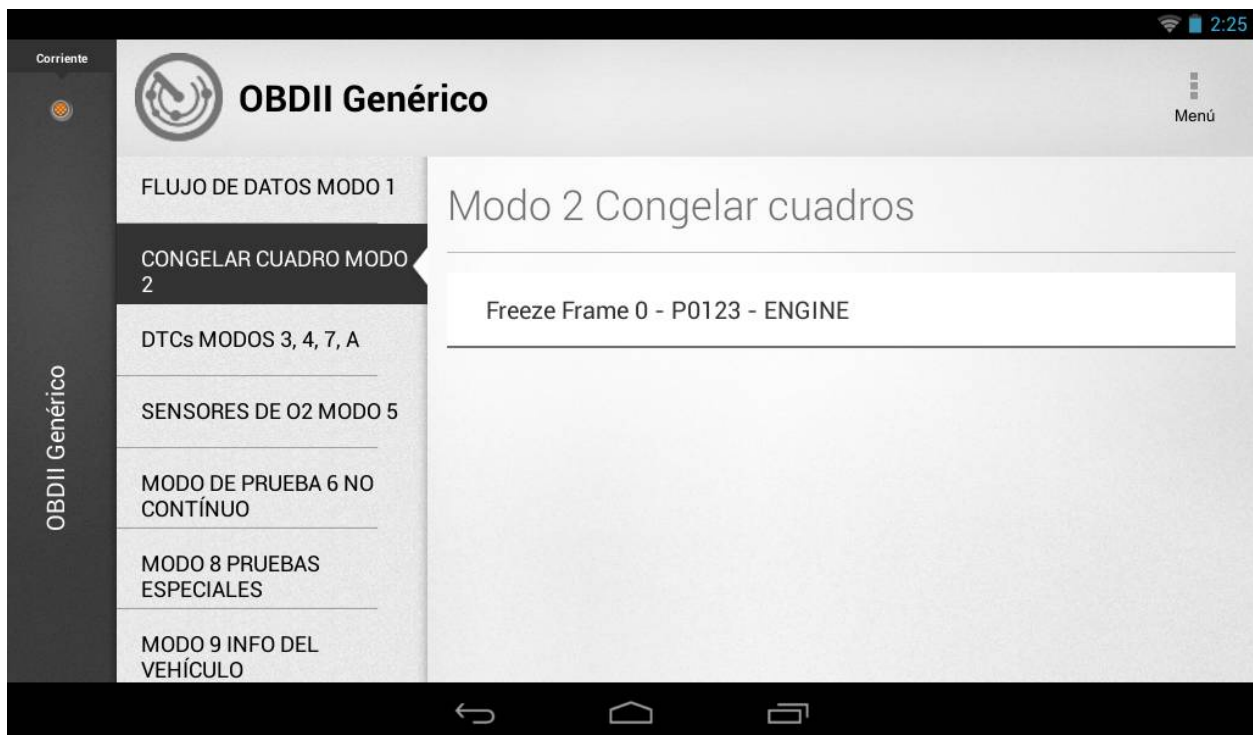 2:25
Corriente
OBDII Genérico
Menú
OBDII Genérico
FLUJO DE DATOS MODO 1
CONGELAR CUADRO MODO
2
DTCs MODOS 3, 4, 7, A
SENSORES DE O2 MODO 5
MODO DE PRUEBA 6 NO
CONTÍNUO
MODO 8 PRUEBAS
ESPECIALES
MODO 9 INFO DEL
VEHÍCULO
Modo 2 Congelar cuadros
Freeze Frame 0 - P0123 - ENGINE